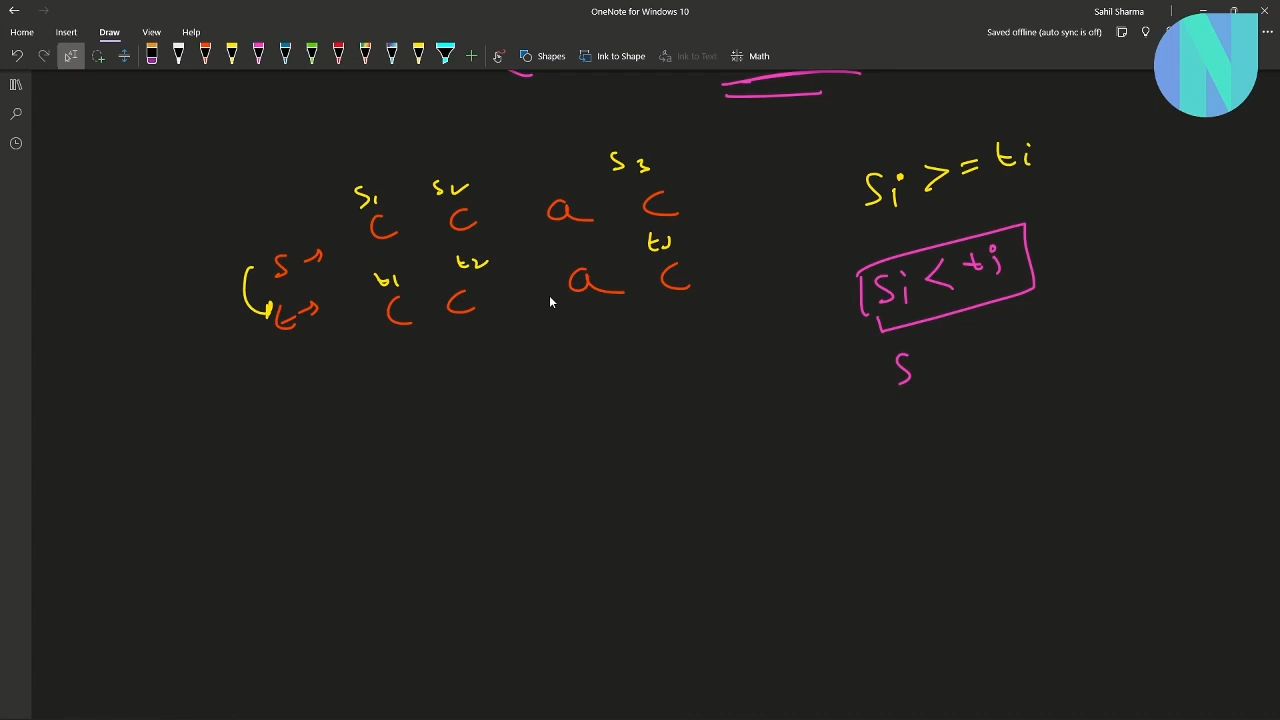 OneNote for Windows 10
Sahil Sharma
Home Insert Draw View Help
Saved offline (auto sync is off)
Shapes Ink to Shape Ink to Text Math
S1 S2 S3
C C a C
S →
t1 t2
C C a C
t →
Si >= ti
Si < ti
S